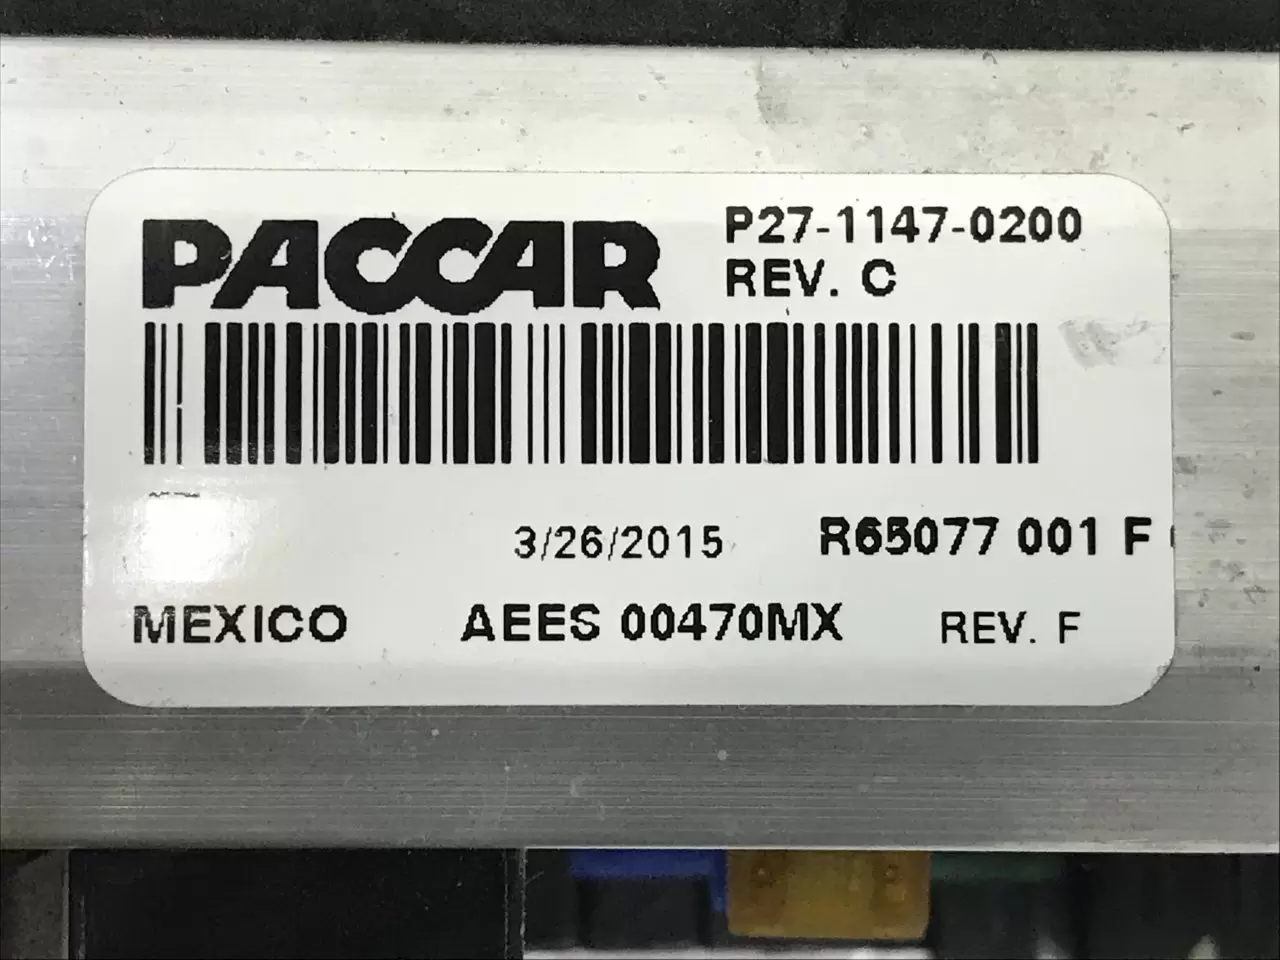 PACCAR
P27-1147-0200
REV. C
3/26/2015
R65077 001 F
MEXICO
AEES 00470MX
REV. F